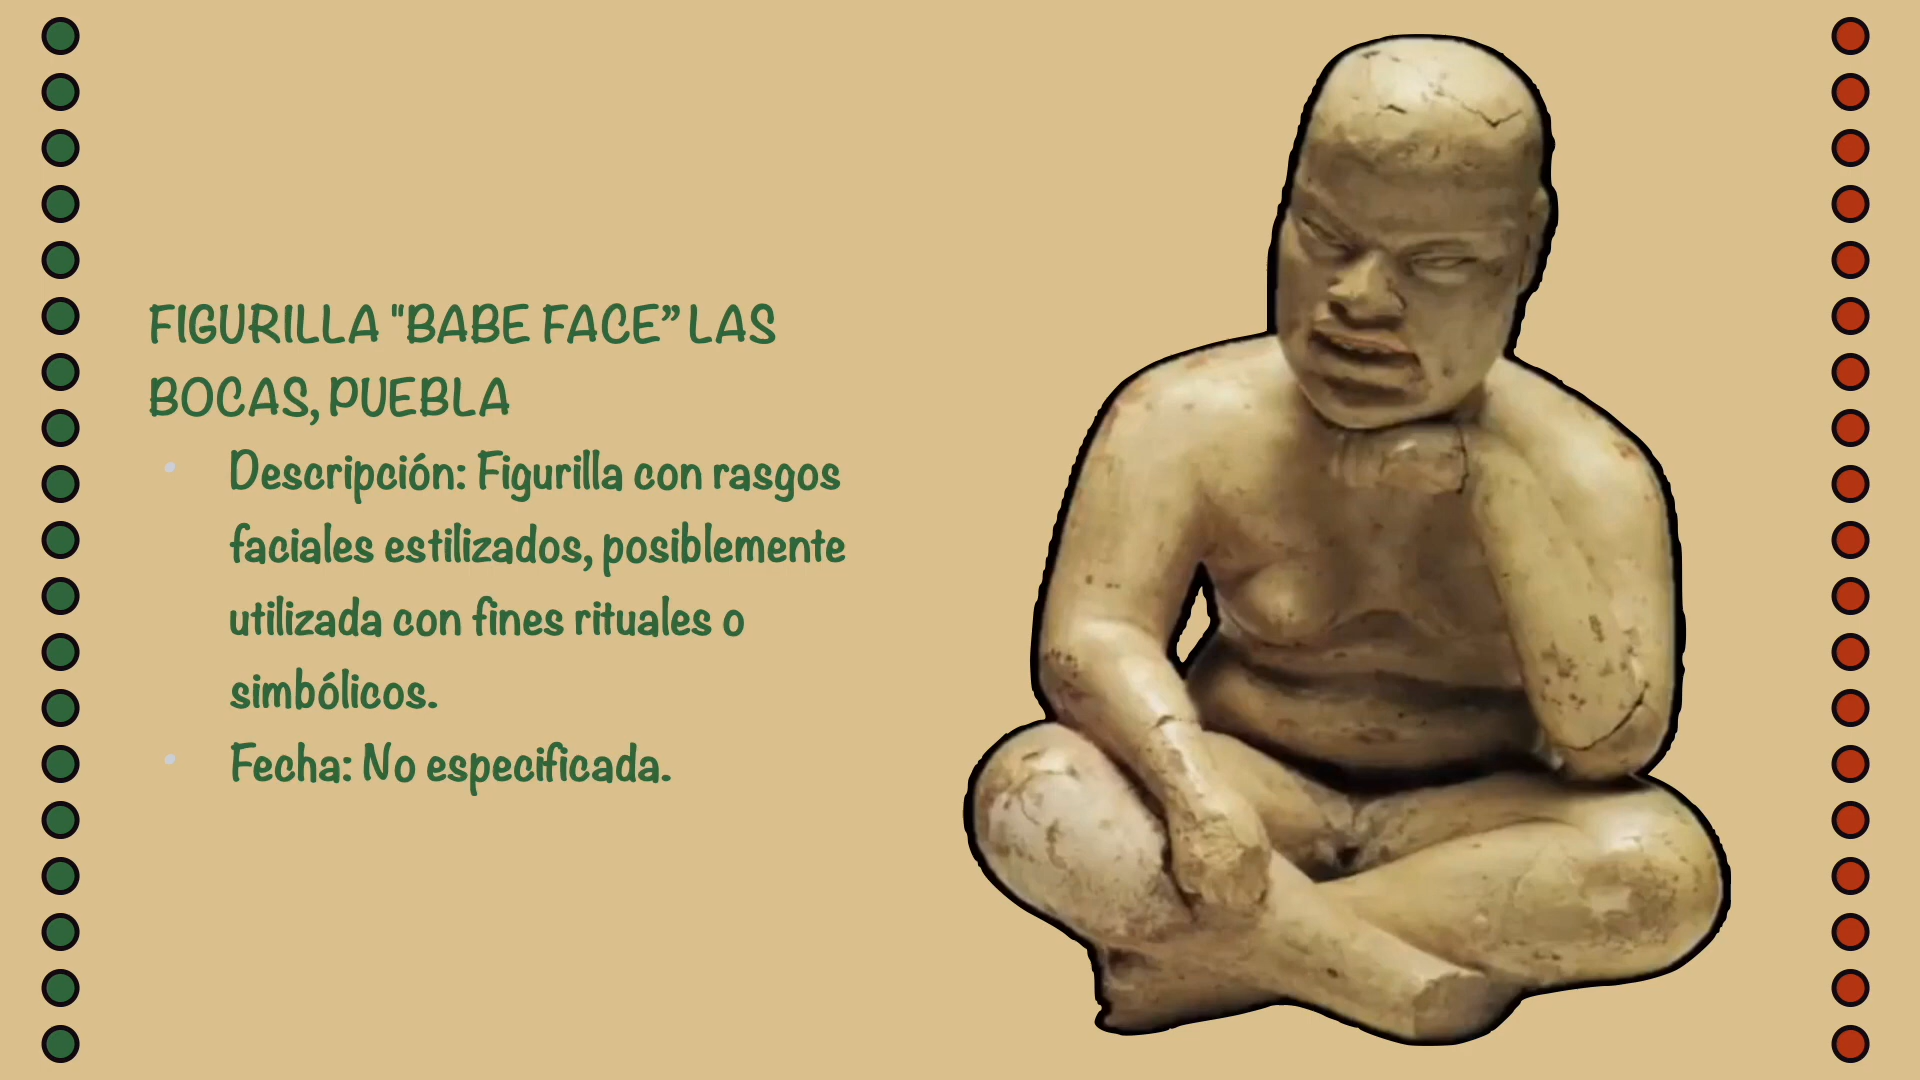 FIGURILLA "BABE FACE” LAS
BOCAS, PUEBLA
• Descripción: Figurilla con rasgos
faciales estilizados, posiblemente
utilizada con fines rituales o
simbólicos.
• Fecha: No especificada.